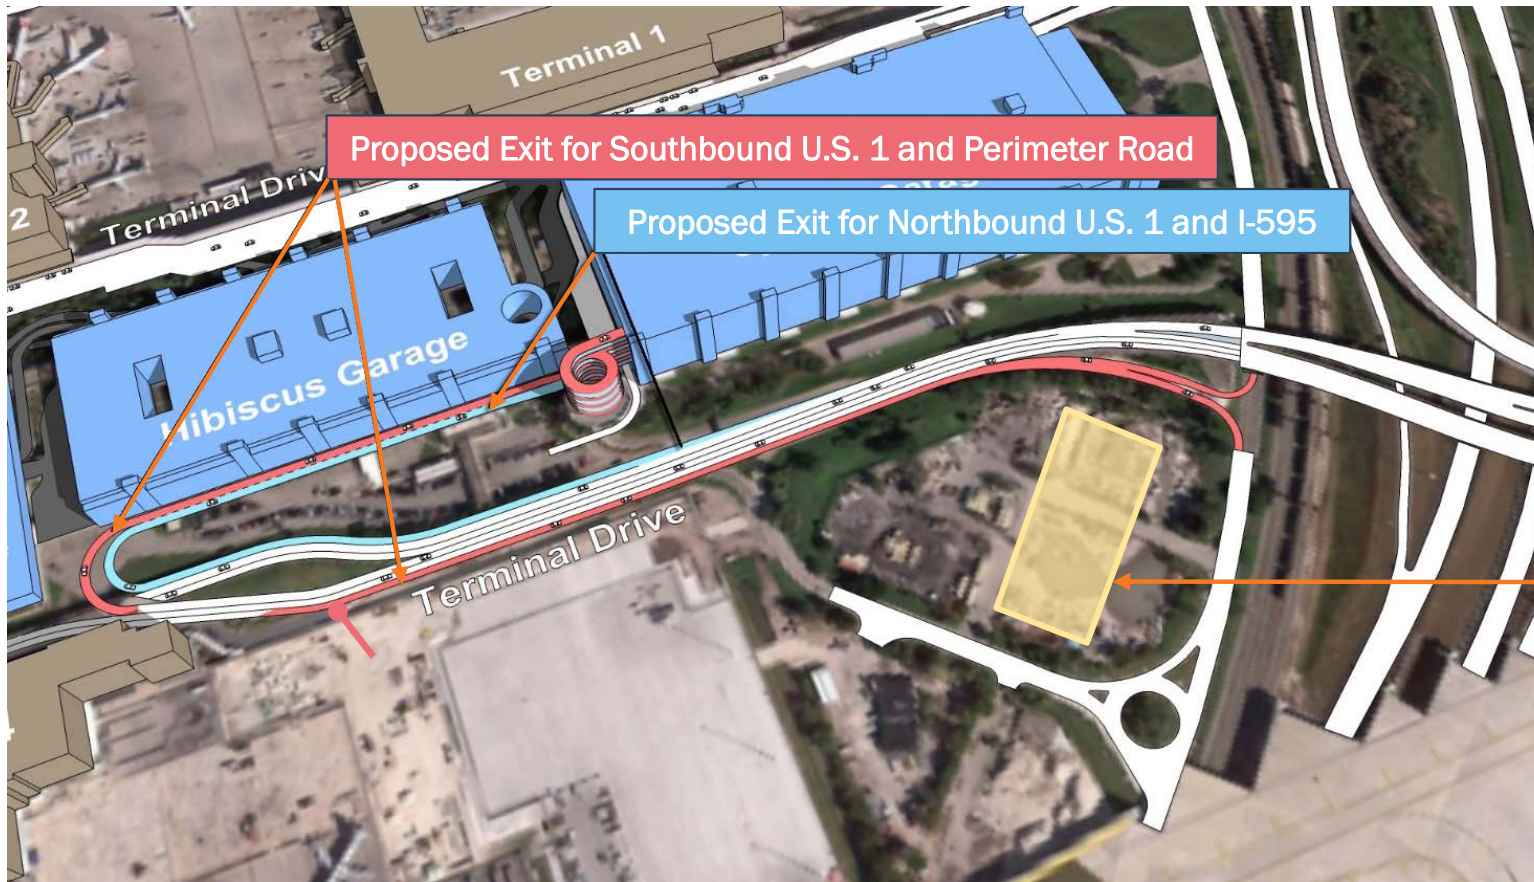 Terminal 1
Proposed Exit for Southbound U.S. 1 and Perimeter Road
Terminal Driv
2
Garage
Proposed Exit for Northbound U.S. 1 and I-595
Hibiscus Garage
Terminal Drive